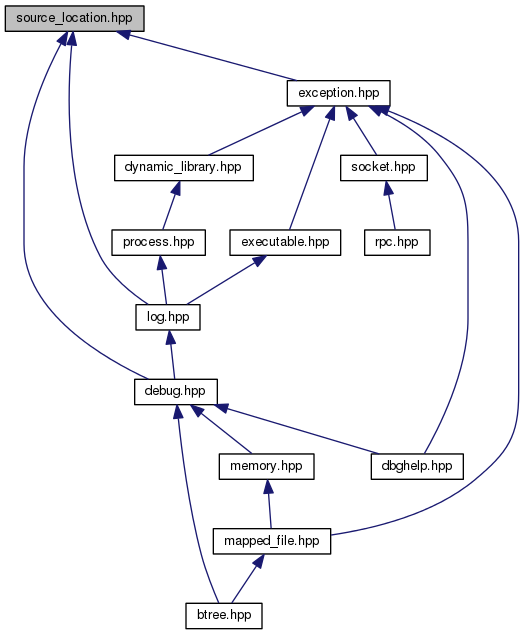 source_location.hpp
exception.hpp
dynamic_library.hpp
socket.hpp
process.hpp
executable.hpp
rpc.hpp
log.hpp
debug.hpp
memory.hpp
dbghelp.hpp
mapped_file.hpp
btree.hpp